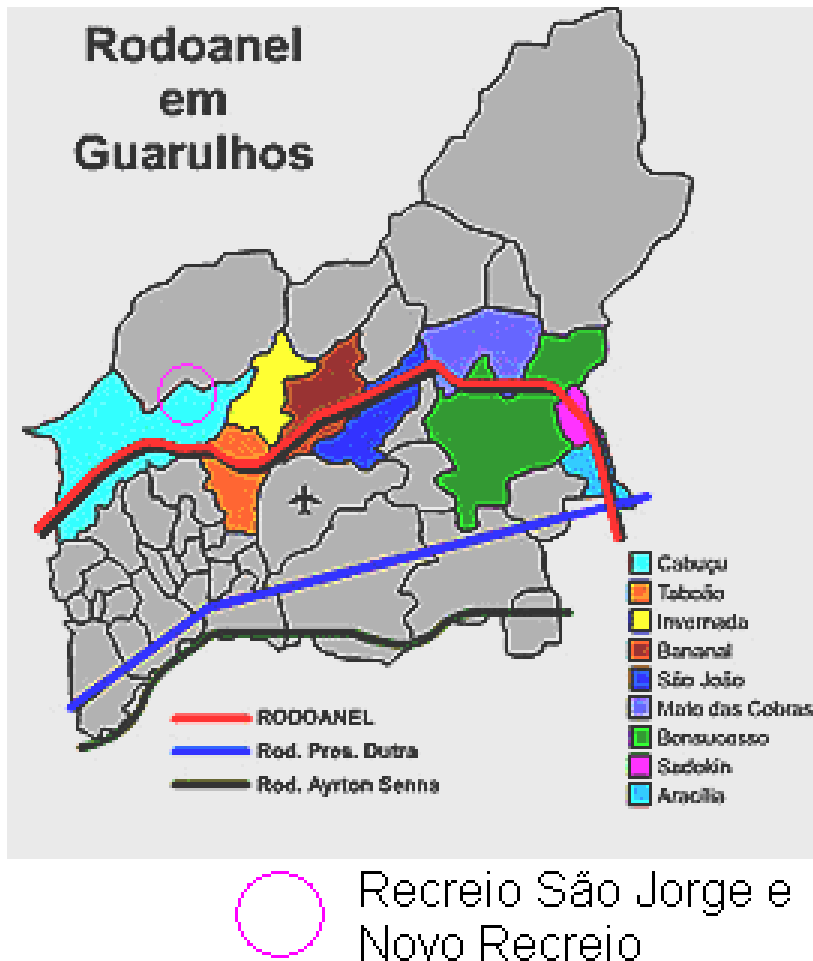 Rodoanel
em
Guarulhos
Cabuçu
Taboão
Invernada
Bananal
São João
Mato das Cobras
Bonsucesso
Sadokin
Aracília
RODOANEL
Rod. Pres. Dutra
Rod. Ayrton Senna
Recreio São Jorge e
Novo Recreio